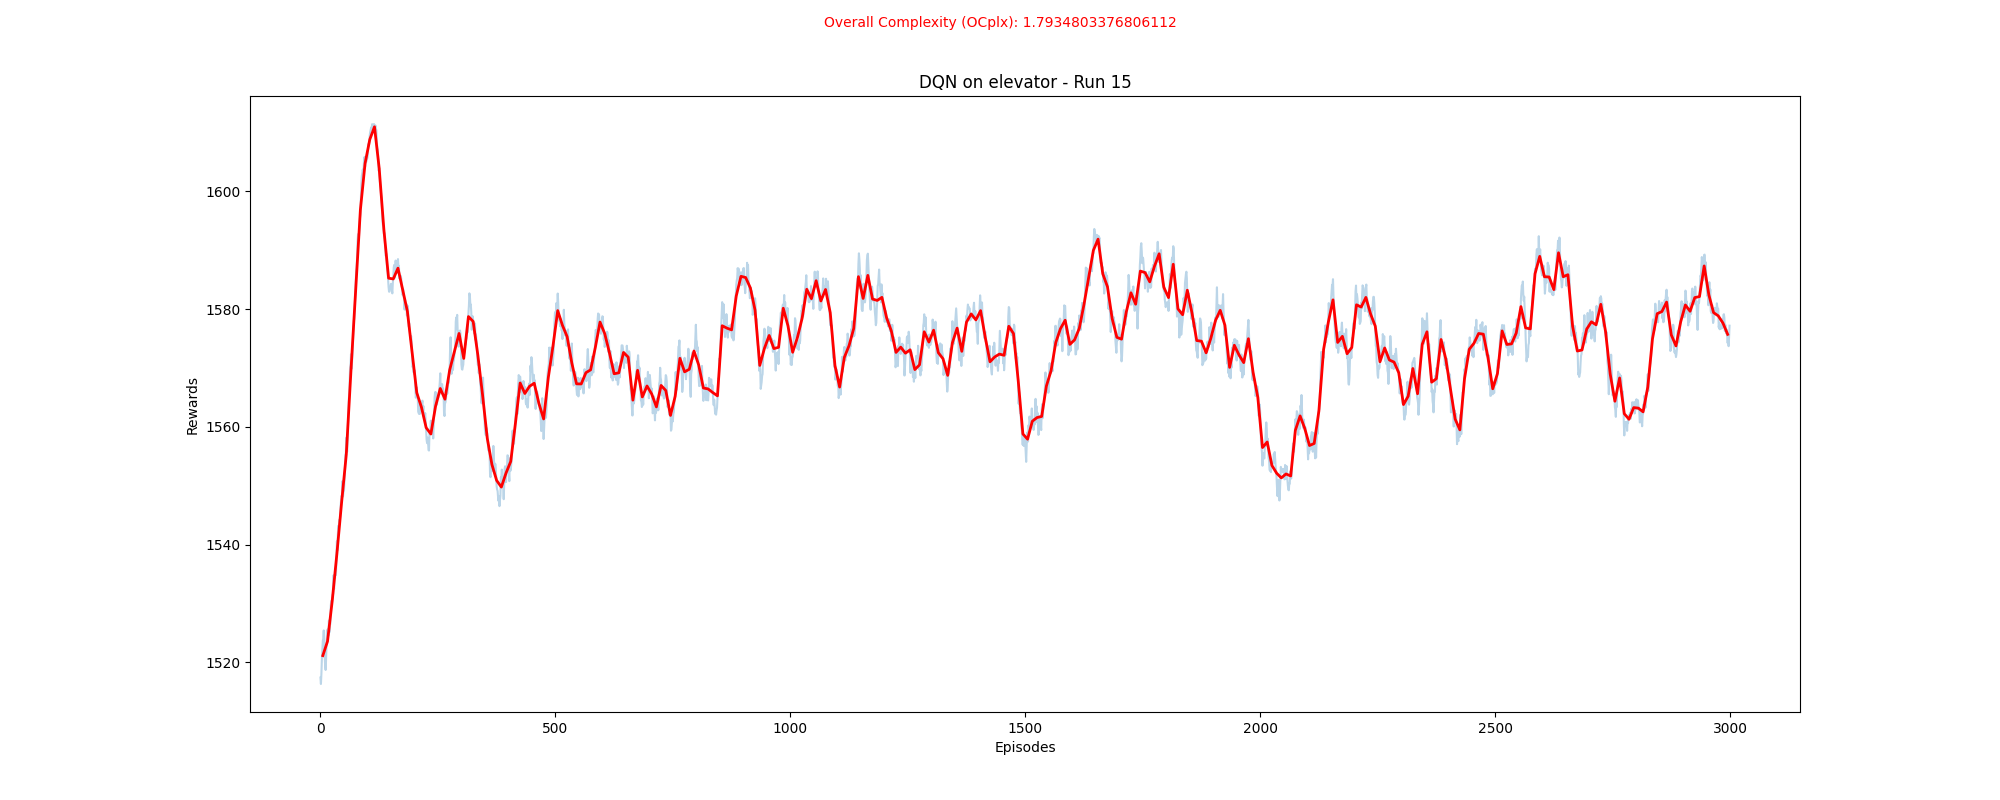 Overall Complexity (OCplx): 1.7934803376806112
DQN on elevator - Run 15
Rewards
1600
1580
1560
1540
1520
0 500 1000 1500 2000 2500 3000
Episodes